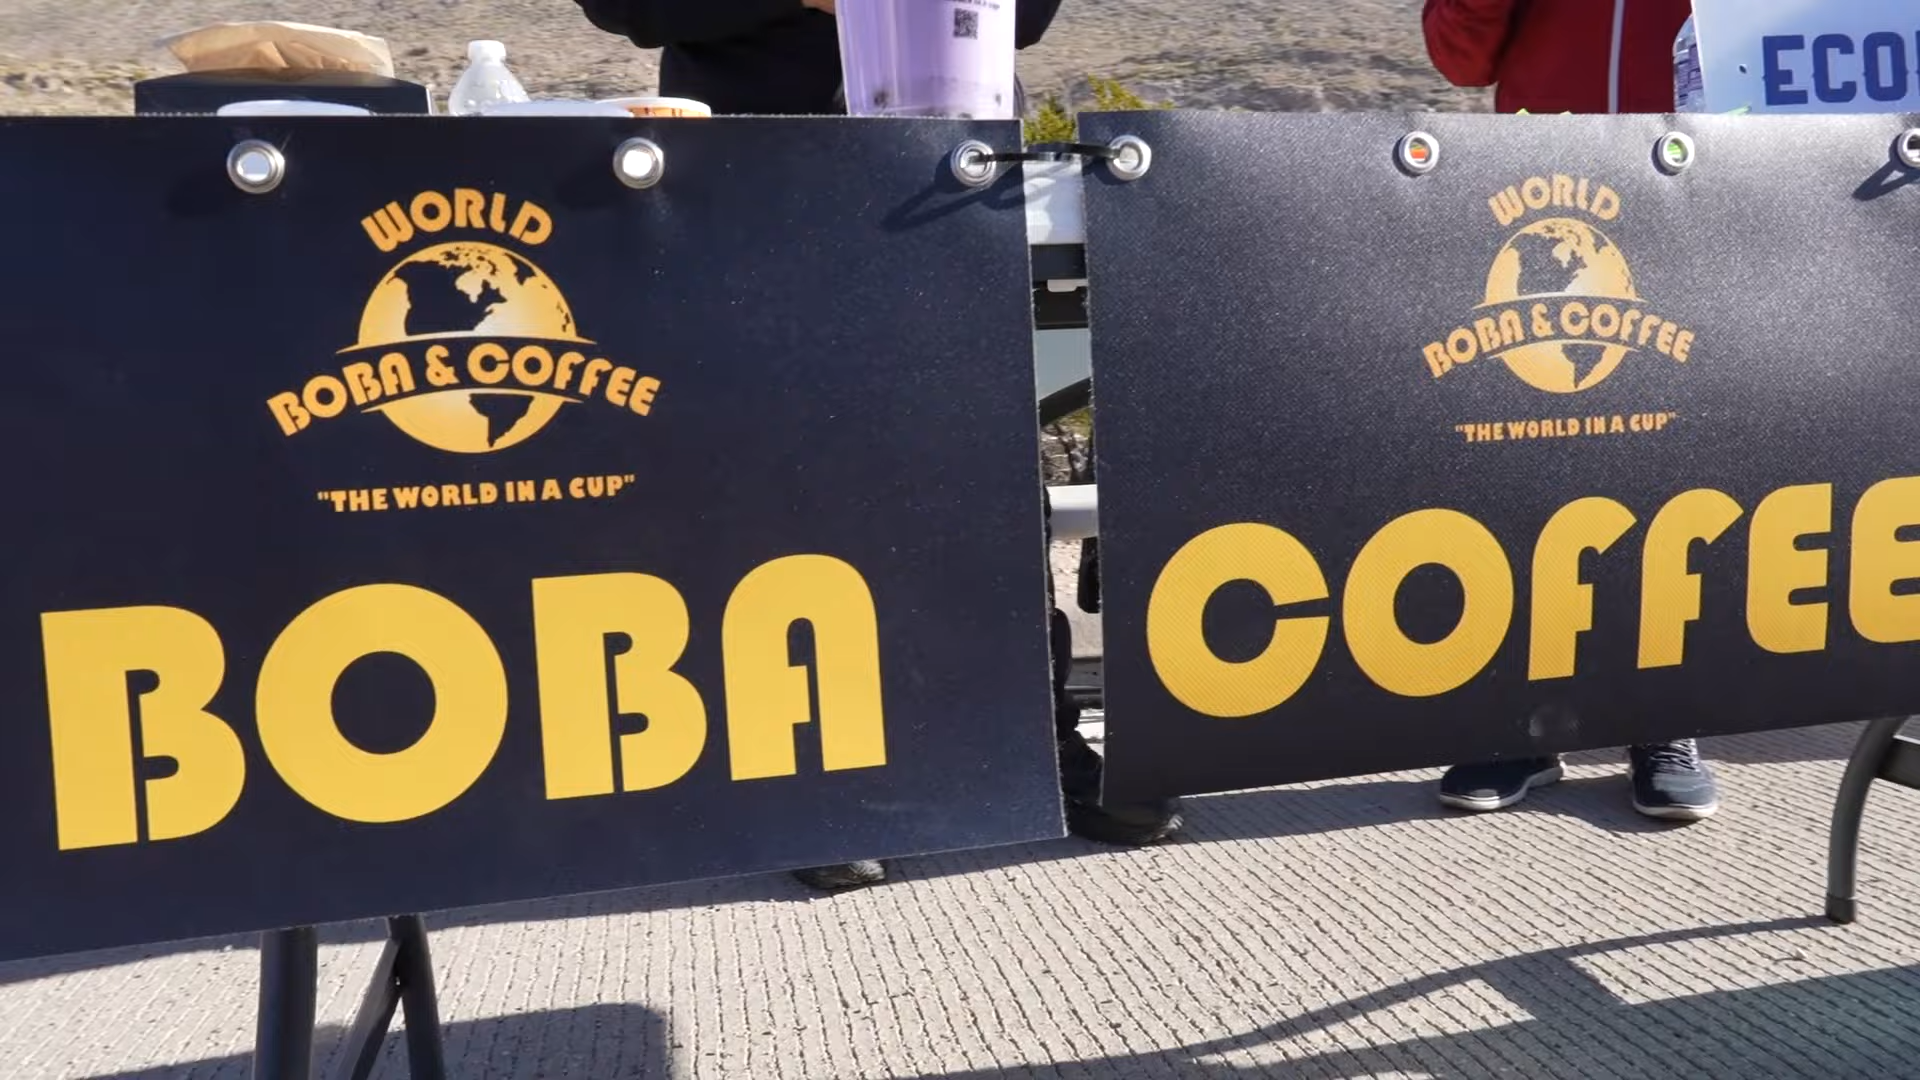 WORLD
BOBA & COFFEE
"THE WORLD IN A CUP"
BOBA
WORLD
BOBA & COFFEE
"THE WORLD IN A CUP"
COFFEE